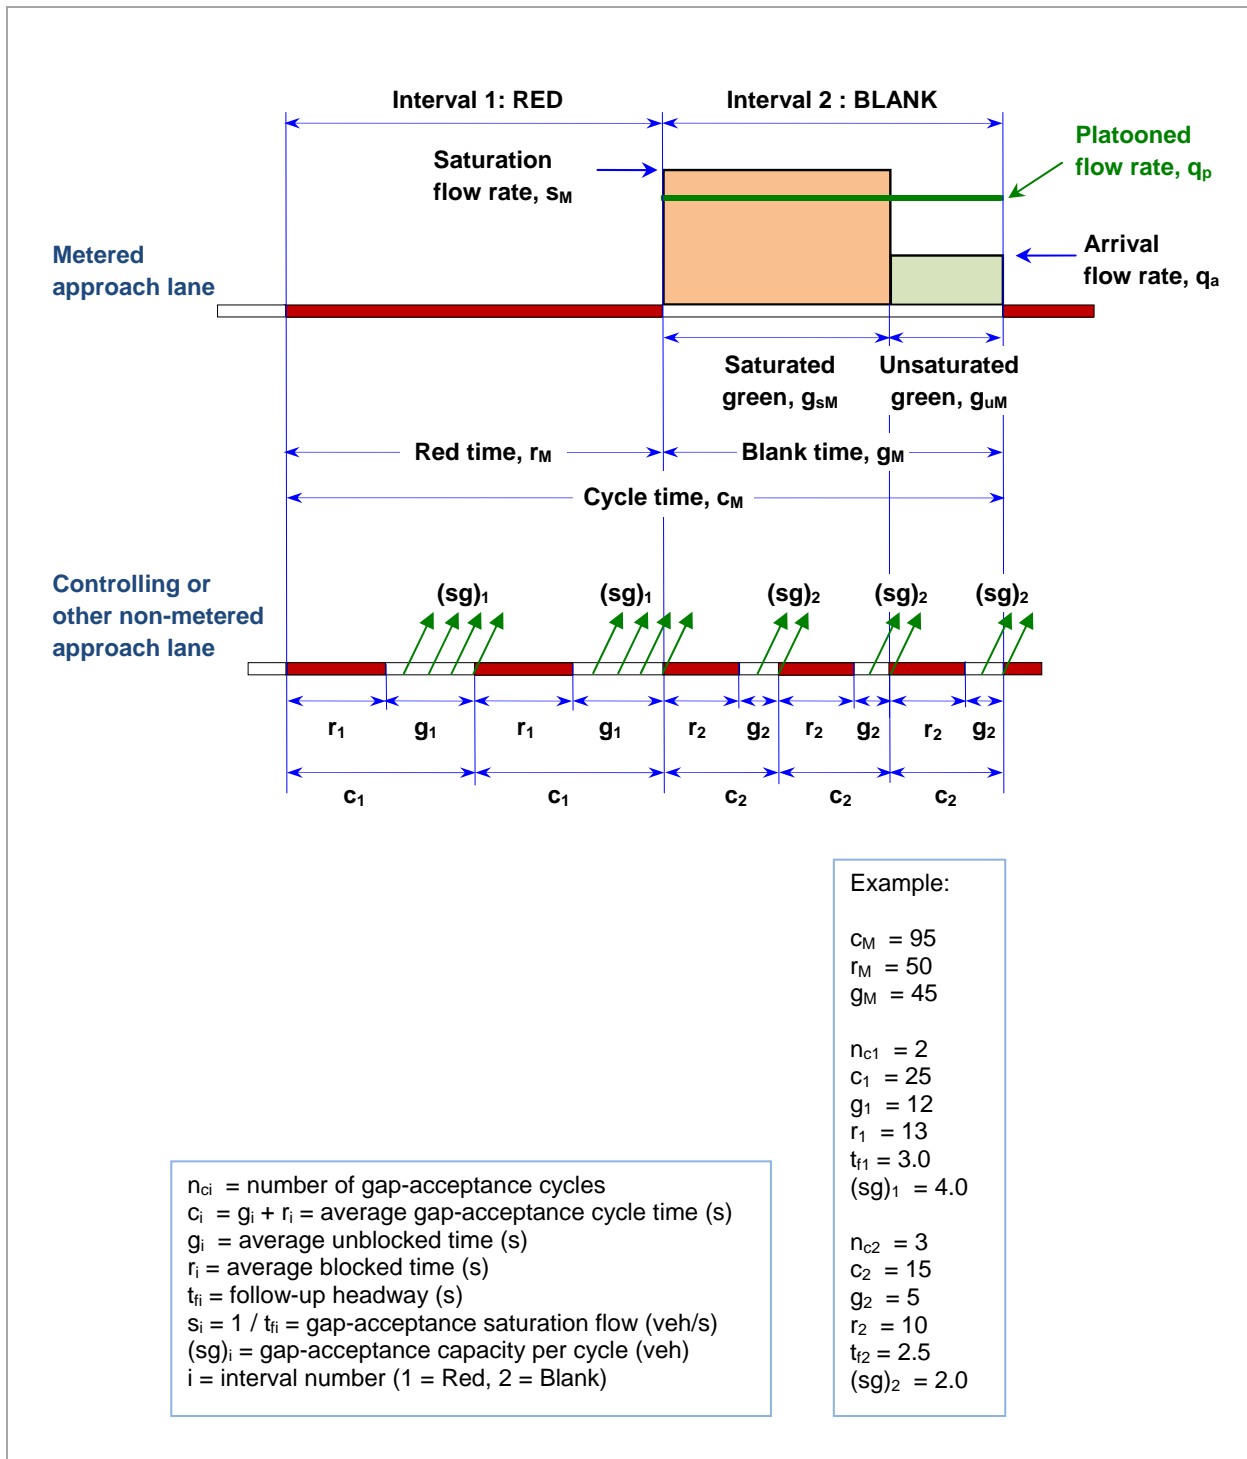 Interval 1: RED
Interval 2 : BLANK
Platooned
flow rate, qp
Saturation
flow rate, sM
Arrival
flow rate, qa
Metered
approach lane
Saturated
green, gsM
Unsaturated
green, guM
Red time, rM
Blank time, gM
Cycle time, cM
Controlling or
other non-metered
approach lane
(sg)1
(sg)1
(sg)2
(sg)2
(sg)2
r1
g1
r1
g1
r2
g2
r2
g2
r2
g2
c1
c1
c2
c2
c2
Example:
cM = 95
rM = 50
gM = 45
nc1 = 2
c1 = 25
g1 = 12
r1 = 13
tf1 = 3.0
(sg)1 = 4.0
nc2 = 3
c2 = 15
g2 = 5
r2 = 10
tf2 = 2.5
(sg)2 = 2.0
nci = number of gap-acceptance cycles
ci = gi + ri = average gap-acceptance cycle time (s)
gi = average unblocked time (s)
ri = average blocked time (s)
tfi = follow-up headway (s)
si = 1 / tfi = gap-acceptance saturation flow (veh/s)
(sg)i = gap-acceptance capacity per cycle (veh)
i = interval number (1 = Red, 2 = Blank)